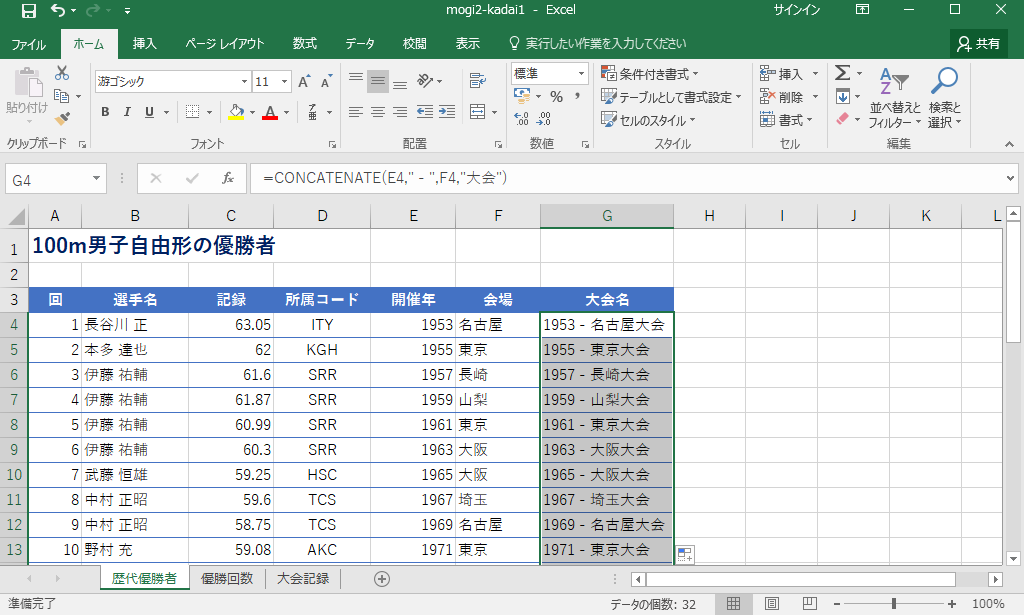 mogi2-kadai1 - Excel
サインイン
ファイル ホーム 挿入 ページ レイアウト 数式 データ 校閲 表示 実行したい作業を入力してください 共有
貼り付け
クリップボード
游ゴシック 11
B I U
フォント
配置
標準
% ,
数値
条件付き書式
テーブルとして書式設定
セルのスタイル
スタイル
挿入
削除
書式
セル
並べ替えと
フィルター
検索と
選択
編集
G4 fx =CONCATENATE(E4," - ",F4,"大会")
A B C D E F G H I J K L
1 100m男子自由形の優勝者
2
3 回 選手名 記録 所属コード 開催年 会場 大会名
4 1 長谷川 正 63.05 ITY 1953 名古屋 1953 - 名古屋大会
5 2 本多 達也 62 KGH 1955 東京 1955 - 東京大会
6 3 伊藤 祐輔 61.6 SRR 1957 長崎 1957 - 長崎大会
7 4 伊藤 祐輔 61.87 SRR 1959 山梨 1959 - 山梨大会
8 5 伊藤 祐輔 60.99 SRR 1961 東京 1961 - 東京大会
9 6 伊藤 祐輔 60.3 SRR 1963 大阪 1963 - 大阪大会
10 7 武藤 恒雄 59.25 HSC 1965 大阪 1965 - 大阪大会
11 8 中村 正昭 59.6 TCS 1967 埼玉 1967 - 埼玉大会
12 9 中村 正昭 58.75 TCS 1969 名古屋 1969 - 名古屋大会
13 10 野村 充 59.08 AKC 1971 東京 1971 - 東京大会
歴代優勝者 優勝回数 大会記録
準備完了 データの個数: 32 100%